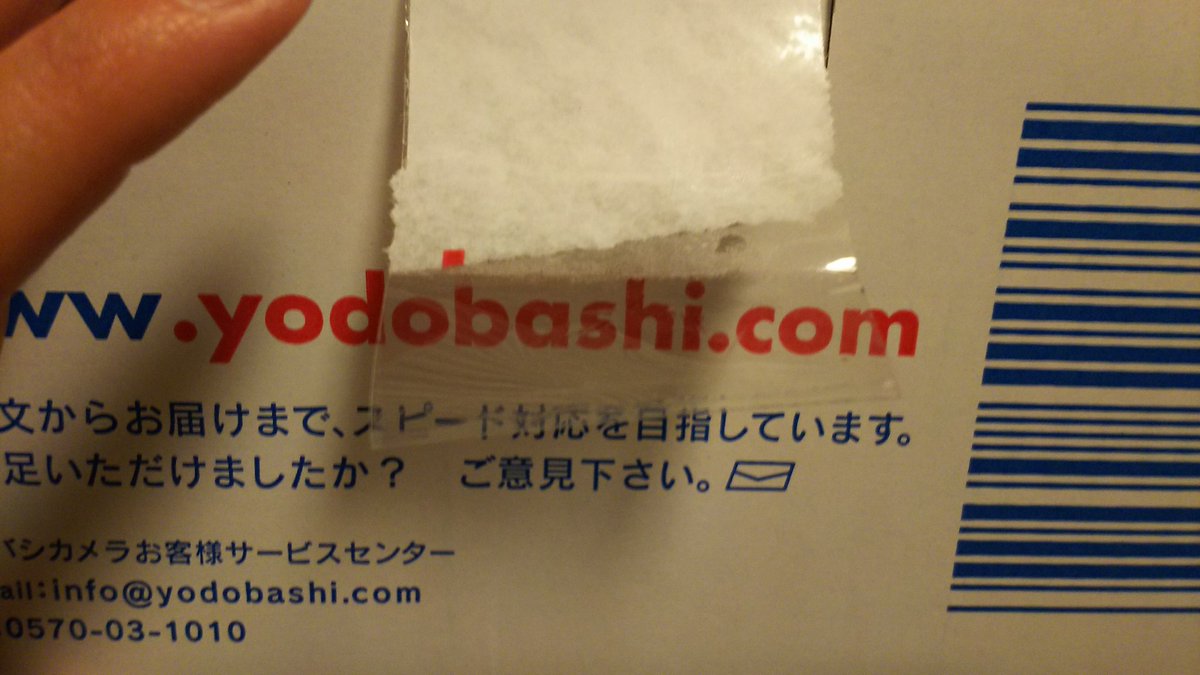 ww.yodobashi.com
文からお届けまで、スピード対応を目指しています。
足いただけましたか？　ご意見下さい。
バシカメラお客様サービスセンター
ail:info@yodobashi.com
0570-03-1010